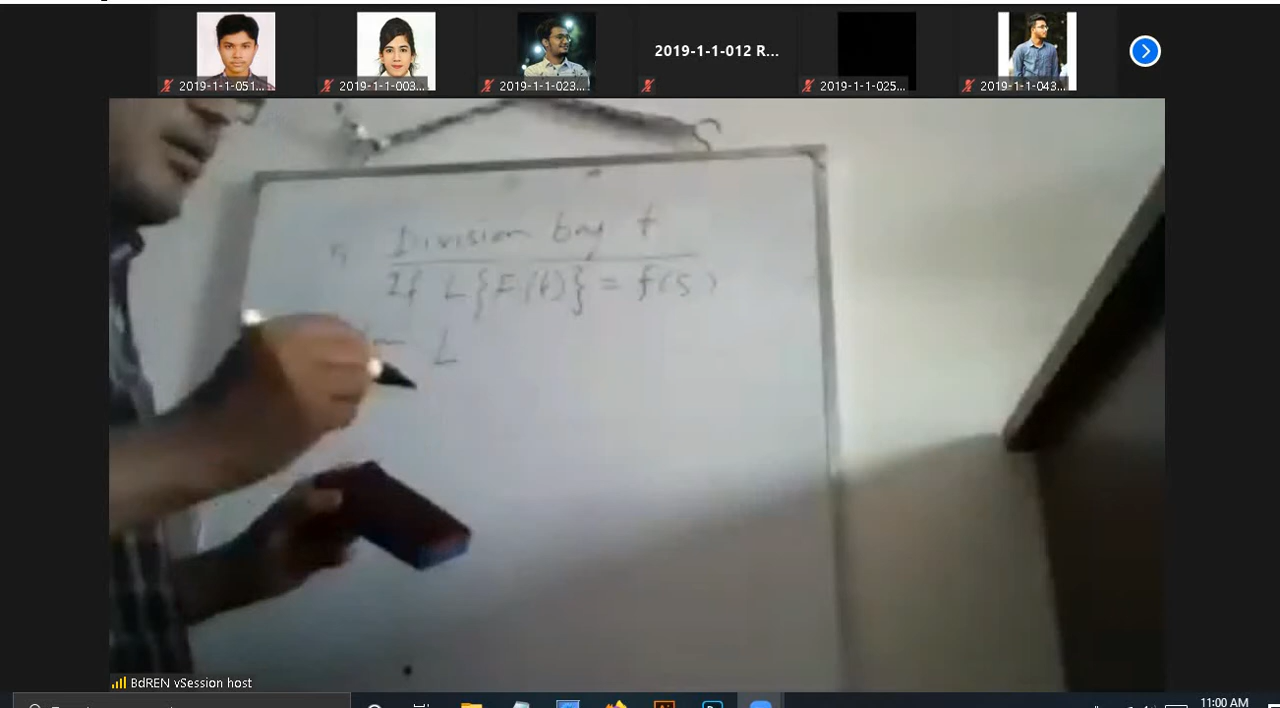 2019-1-1-051...
2019-1-1-003...
2019-1-1-023...
2019-1-1-012 R...
2019-1-1-025...
2019-1-1-043...
Division by t
If L{F(t)} = f(s)
L
BdREN vSession host
11:00 AM